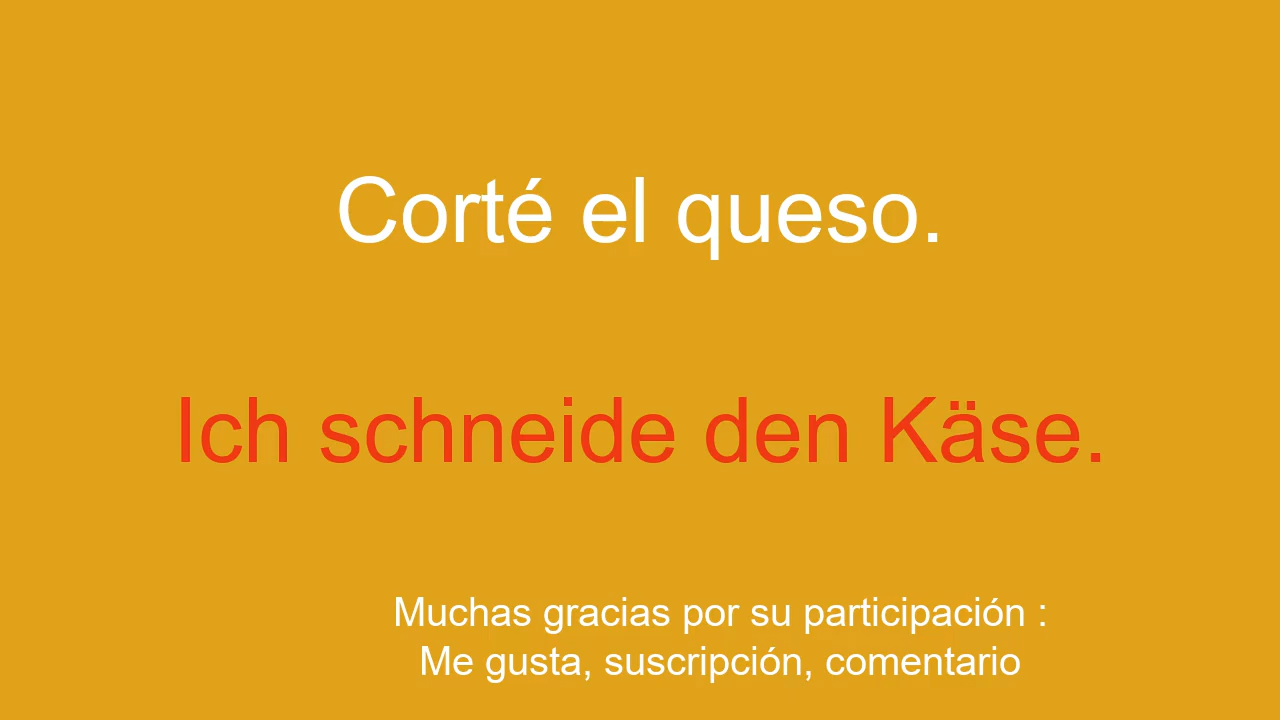 Corté el queso.
Ich schneide den Käse.
Muchas gracias por su participación :
Me gusta, suscripción, comentario